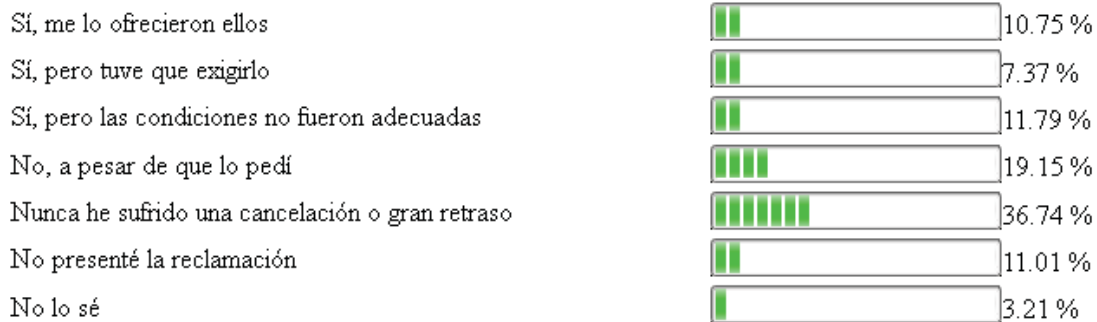 Sí, me lo ofrecieron ellos 10.75 %
Sí, pero tuve que exigirlo 7.37 %
Sí, pero las condiciones no fueron adecuadas 11.79 %
No, a pesar de que lo pedí 19.15 %
Nunca he sufrido una cancelación o gran retraso 36.74 %
No presenté la reclamación 11.01 %
No lo sé 3.21 %